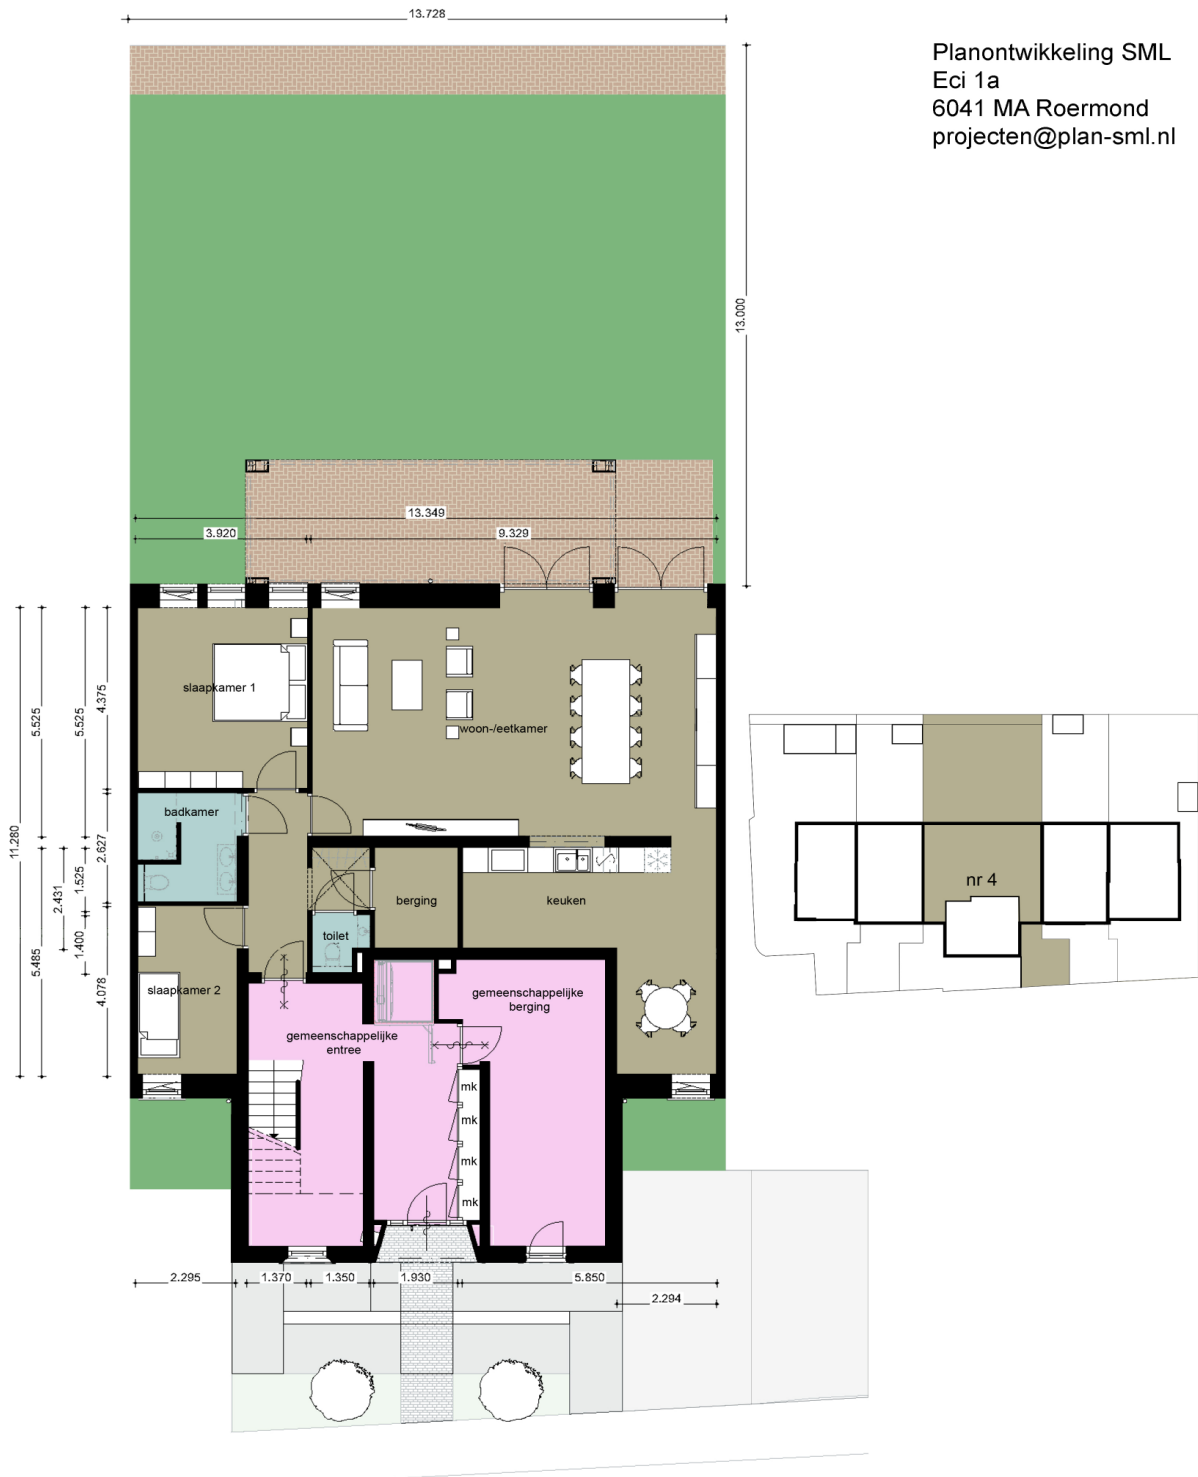 13.728
Planontwikkeling SML
Eci 1a
6041 MA Roermond
projecten@plan-sml.nl
13.000
13.349
3.920
9.329
11.280
5.525
5.485
2.431
5.525
1.525
1.400
4.375
2.627
4.078
slaapkamer 1
woon-/eetkamer
badkamer
berging
keuken
toilet
slaapkamer 2
gemeenschappelijke
entree
gemeenschappelijke
berging
mk
mk
mk
mk
nr 4
2.295
1.370
1.350
1.930
5.850
2.294